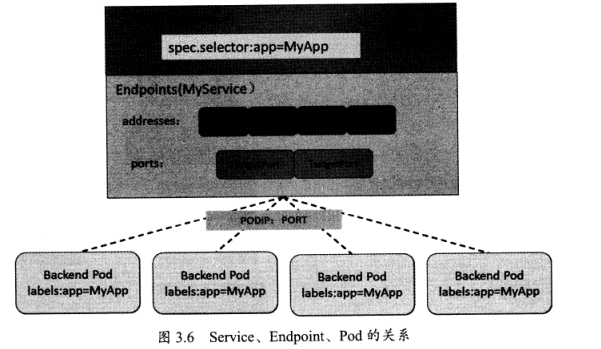 spec.selector:app=MyApp
Endpoints(MyService）
addresses：
ports：
PODIP： PORT
Backend Pod
labels:app=MyApp
Backend Pod
labels:app=MyApp
Backend Pod
labels:app=MyApp
Backend Pod
labels:app=MyApp
图 3.6 Service、Endpoint、Pod 的关系